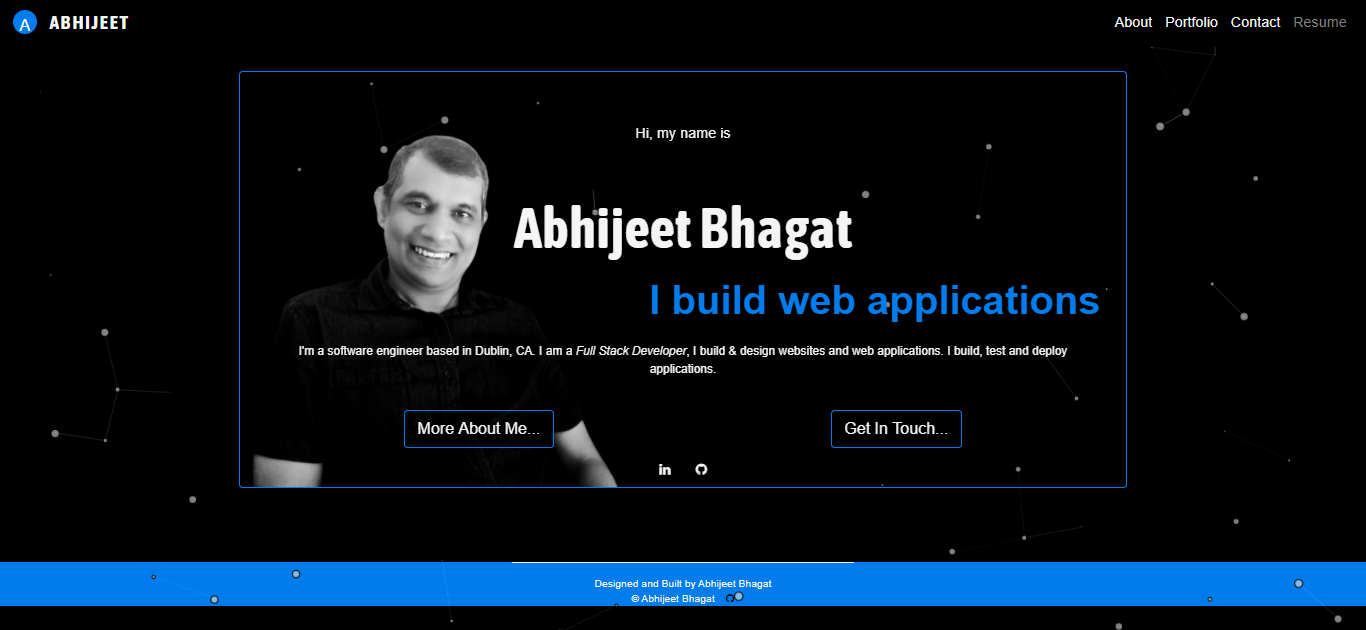 A ABHIJEET
About Portfolio Contact Resume
Hi, my name is
Abhijeet Bhagat
I build web applications
I'm a software engineer based in Dublin, CA. I am a Full Stack Developer, I build & design websites and web applications. I build, test and deploy
applications.
More About Me...
Get In Touch...
in
Designed and Built by Abhijeet Bhagat
© Abhijeet Bhagat